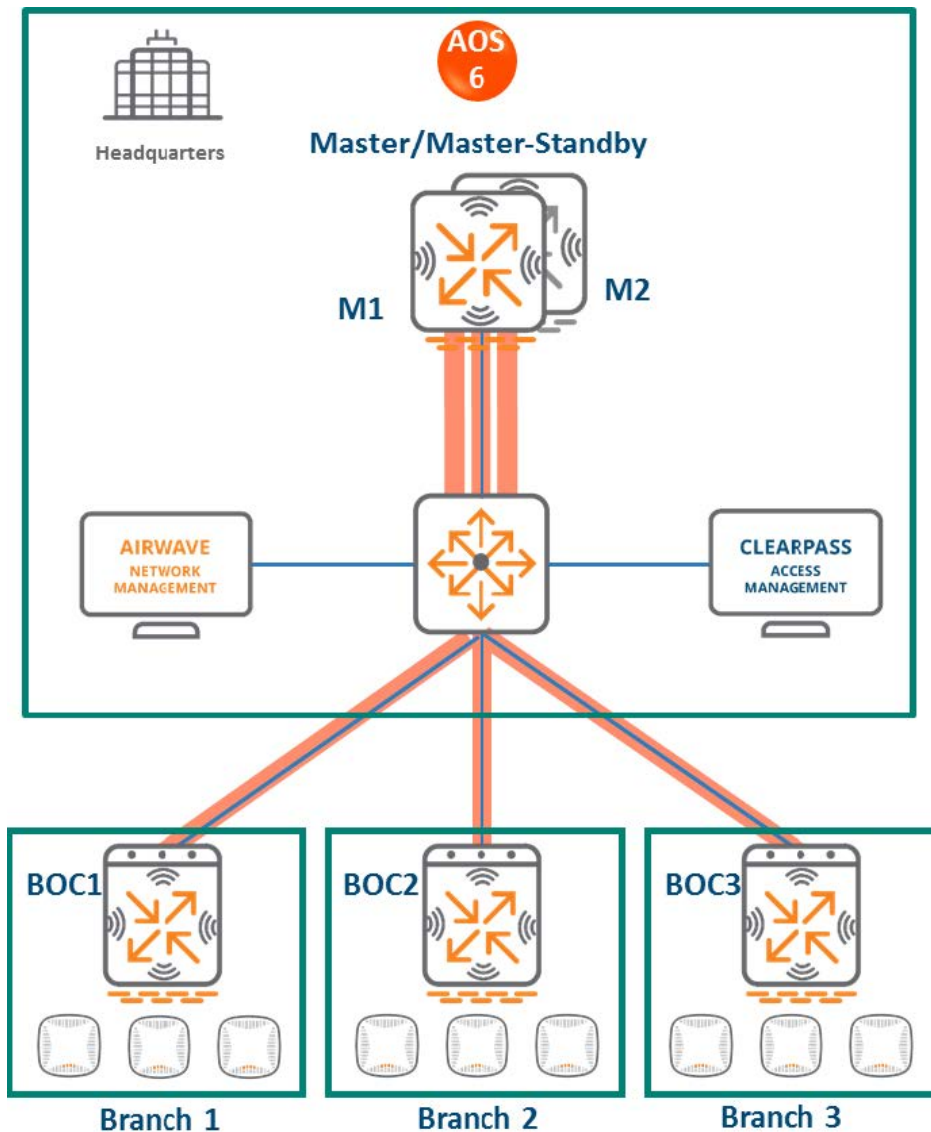 AOS
6
Headquarters
Master/Master-Standby
M1
M2
AIRWAVE
NETWORK
MANAGEMENT
CLEARPASS
ACCESS
MANAGEMENT
BOC1
BOC2
BOC3
Branch 1
Branch 2
Branch 3